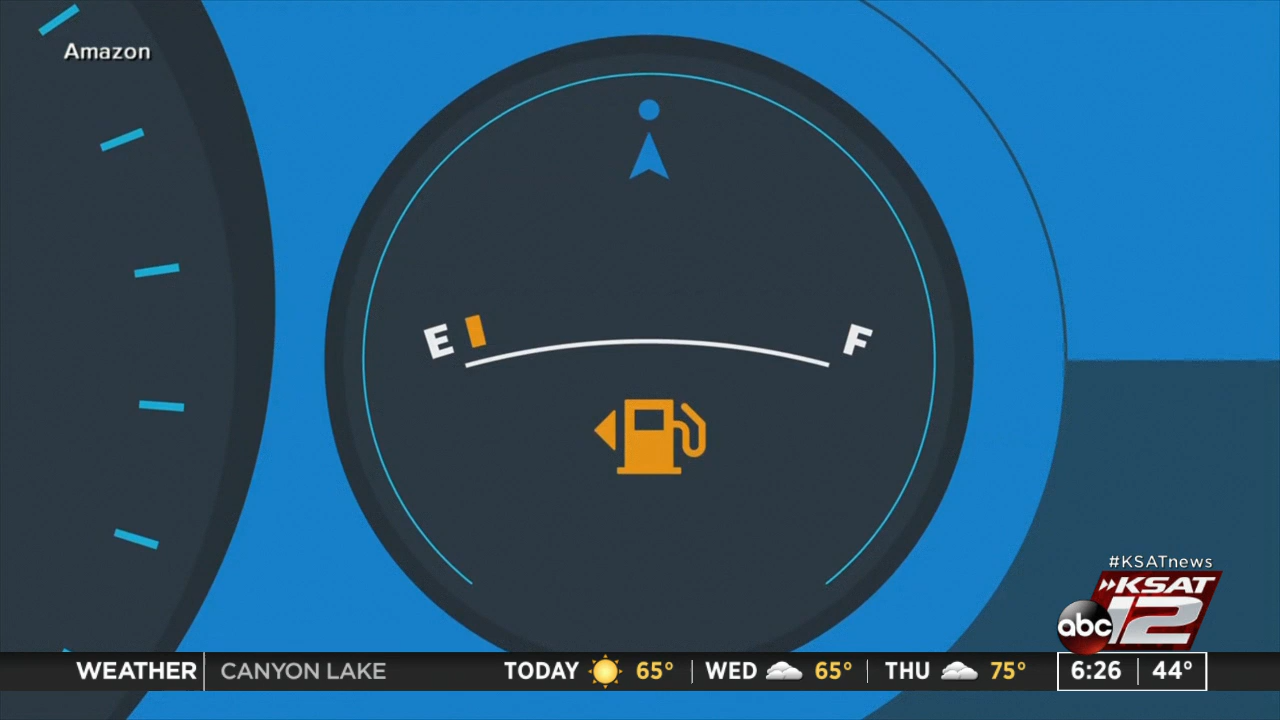 Amazon
E
F
#KSATnews
KSAT
abc 12
WEATHER CANYON LAKE TODAY 65° WED 65° THU 75° 6:26 44°